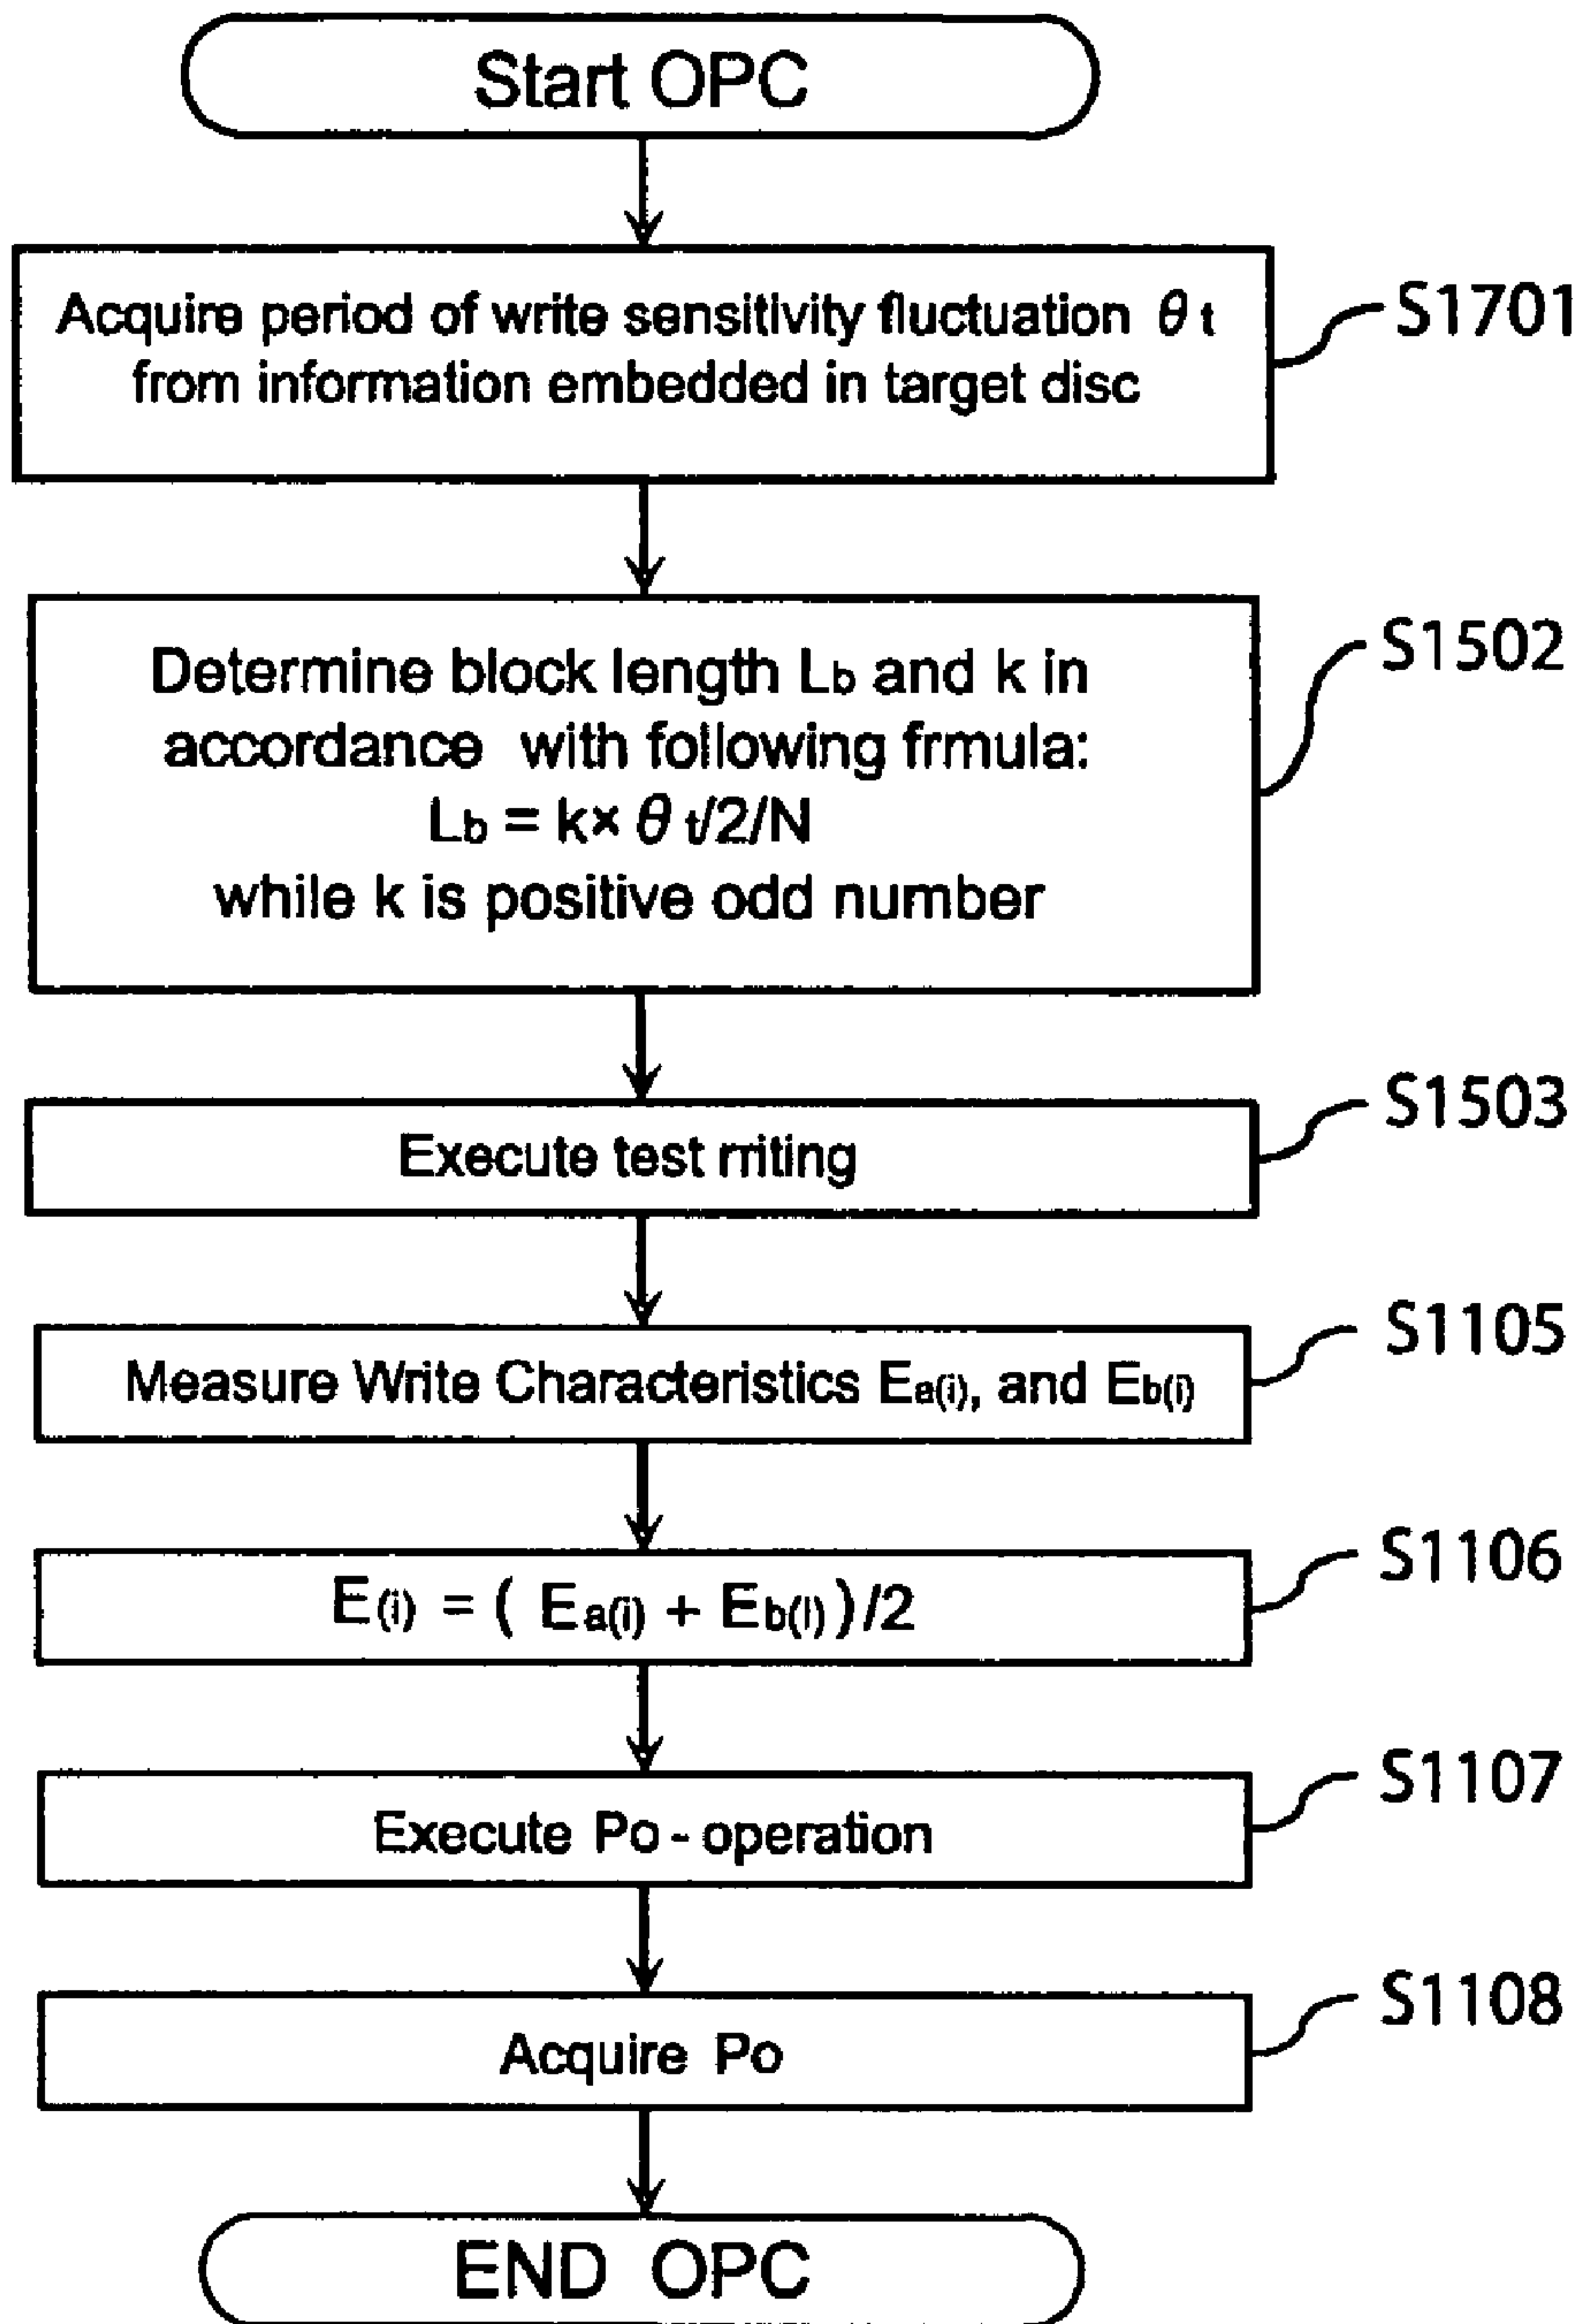 Start OPC
Acquire period of write sensitivity fluctuation θt
from information embedded in target disc
S1701
Determine block length Lb and k in
accordance with following frmula:
Lb = k× θt/2/N
while k is positive odd number
S1502
Execute test rriting
S1503
Measure Write Characteristics Ea(i), and Eb(i)
S1105
E(i) = ( Ea(i) + Eb(i) )/2
S1106
Execute Po - operation
S1107
Acquire Po
S1108
END OPC